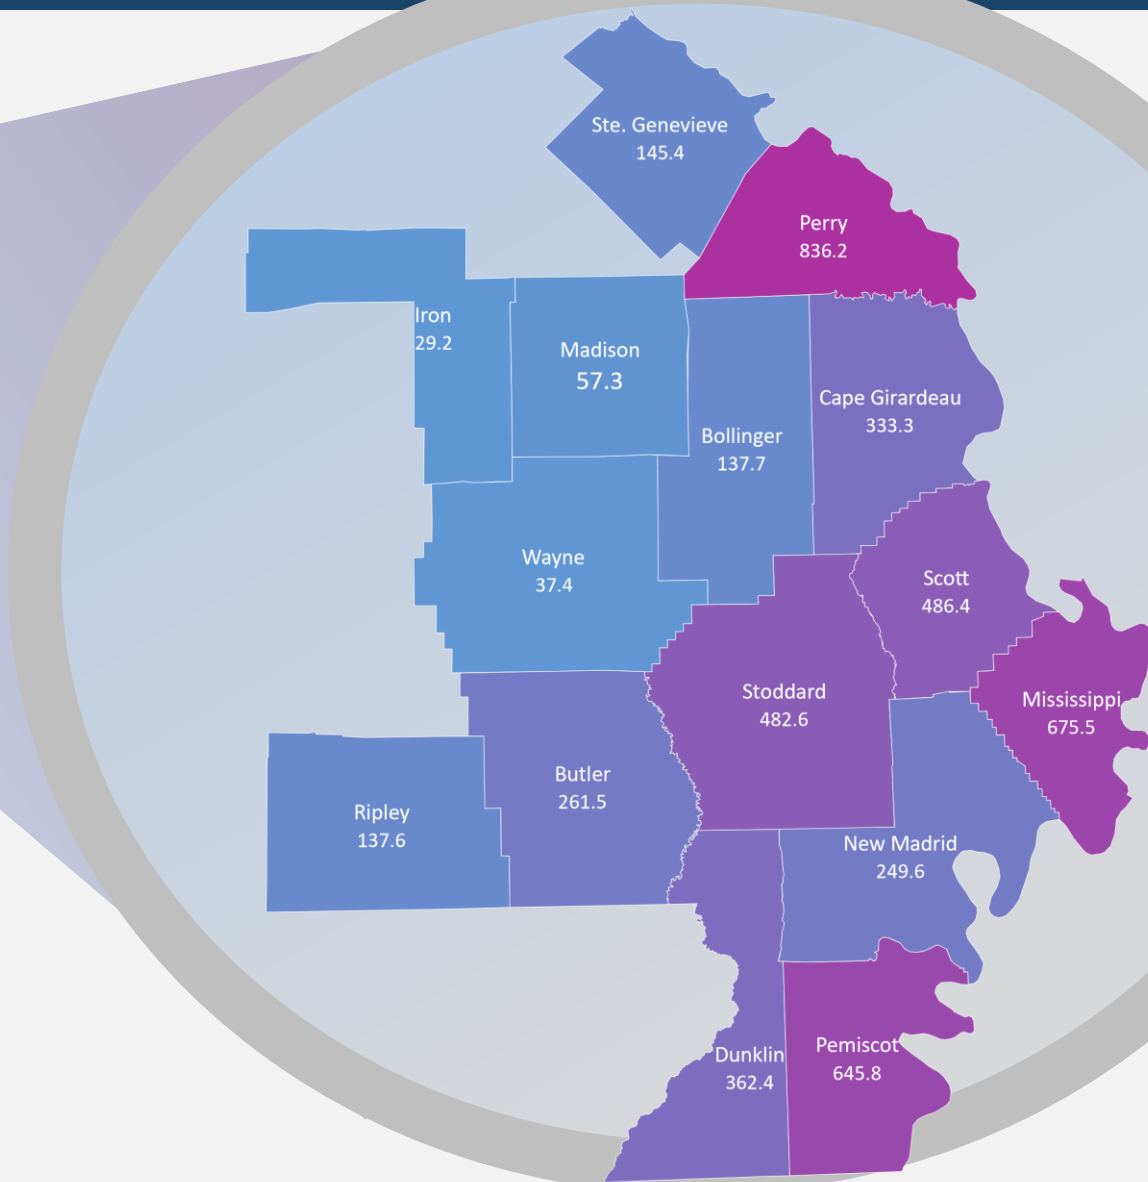 Ste. Genevieve
145.4
Perry
836.2
Iron
29.2
Madison
57.3
Cape Girardeau
333.3
Bollinger
137.7
Wayne
37.4
Scott
486.4
Stoddard
482.6
Mississippi
675.5
Butler
261.5
Ripley
137.6
New Madrid
249.6
Dunklin
362.4
Pemiscot
645.8